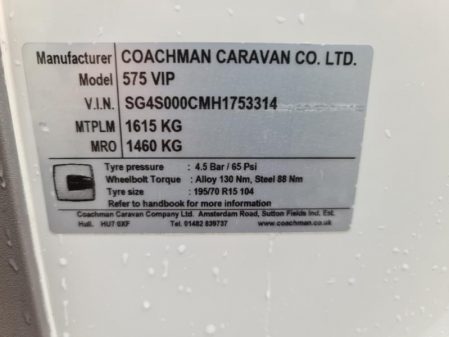 Manufacturer COACHMAN CARAVAN CO. LTD.
Model 575 VIP
V.I.N. SG4S000CMH1753314
MTPLM 1615 KG
MRO 1460 KG
Tyre pressure : 4.5 Bar / 65 Psi
Wheelbolt Torque : Alloy 130 Nm, Steel 88 Nm
Tyre size : 195/70 R15 104
Refer to handbook for more information
Coachman Caravan Company Ltd. Amsterdam Road, Sutton Fields Ind. Est.
Hull. HU7 0XF Tel. 01482 839737 www.coachman.co.uk